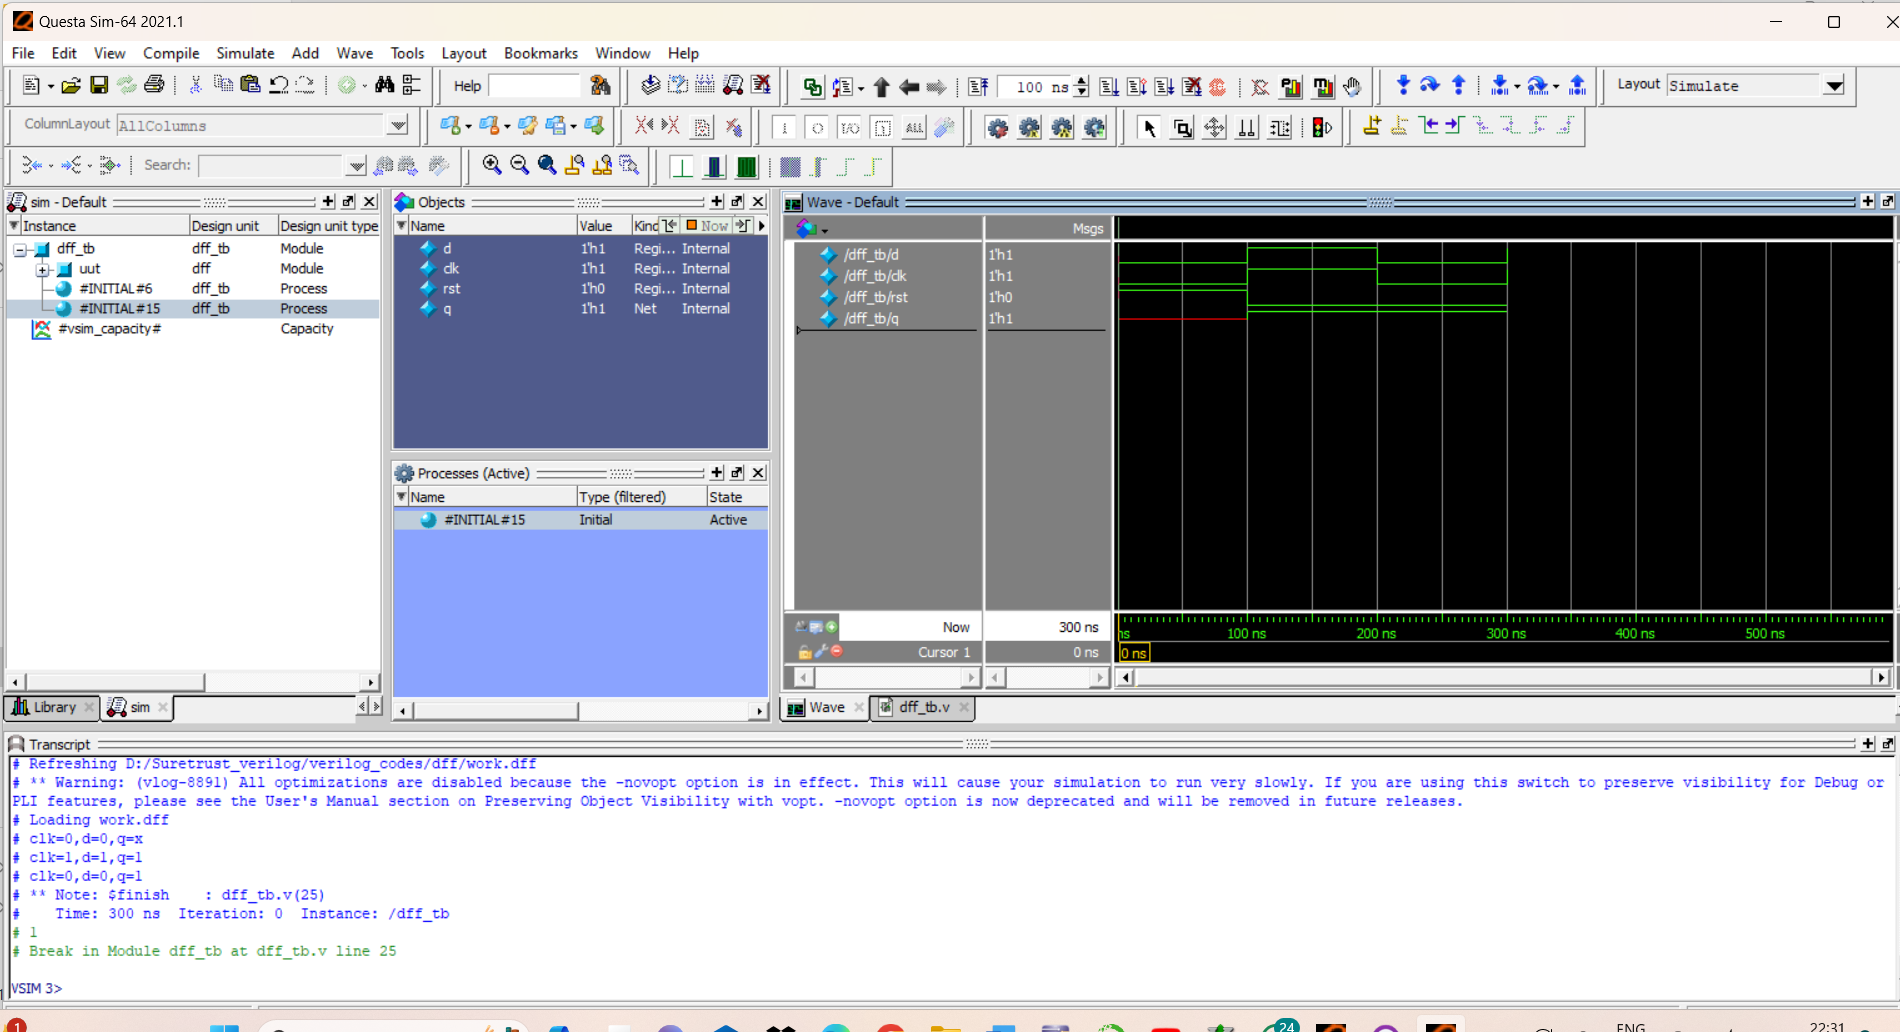 Questa Sim-64 2021.1
File Edit View Compile Simulate Add Wave Tools Layout Bookmarks Window Help
Help 100 ns Layout Simulate
ColumnLayout AllColumns
Search:
sim - Default
Instance Design unit Design unit type
dff_tb dff_tb Module
uut dff Module
#INITIAL#6 dff_tb Process
#INITIAL#15 dff_tb Process
#vsim_capacity# Capacity
Library sim
Objects
Name Value Kind Now
d 1'h1 Regi... Internal
clk 1'h1 Regi... Internal
rst 1'h0 Regi... Internal
q 1'h1 Net Internal
Processes (Active)
Name Type (filtered) State
#INITIAL#15 Initial Active
Wave - Default
Msgs
/dff_tb/d 1'h1
/dff_tb/clk 1'h1
/dff_tb/rst 1'h0
/dff_tb/q 1'h1
Now 300 ns
ns 100 ns 200 ns 300 ns 400 ns 500 ns
Cursor 1 0 ns 0 ns
Wave dff_tb.v
Transcript
# Refreshing D:/Suretrust_verilog/verilog_codes/dff/work.dff
# ** Warning: (vlog-8891) All optimizations are disabled because the -novopt option is in effect. This will cause your simulation to run very slowly. If you are using this switch to preserve visibility for Debug or
PLI features, please see the User's Manual section on Preserving Object Visibility with vopt. -novopt option is now deprecated and will be removed in future releases.
# Loading work.dff
# clk=0,d=0,q=x
# clk=1,d=1,q=1
# clk=0,d=0,q=1
# ** Note: $finish : dff_tb.v(25)
# Time: 300 ns Iteration: 0 Instance: /dff_tb
# 1
# Break in Module dff_tb at dff_tb.v line 25
VSIM 3>
1
24
ENG
22:31